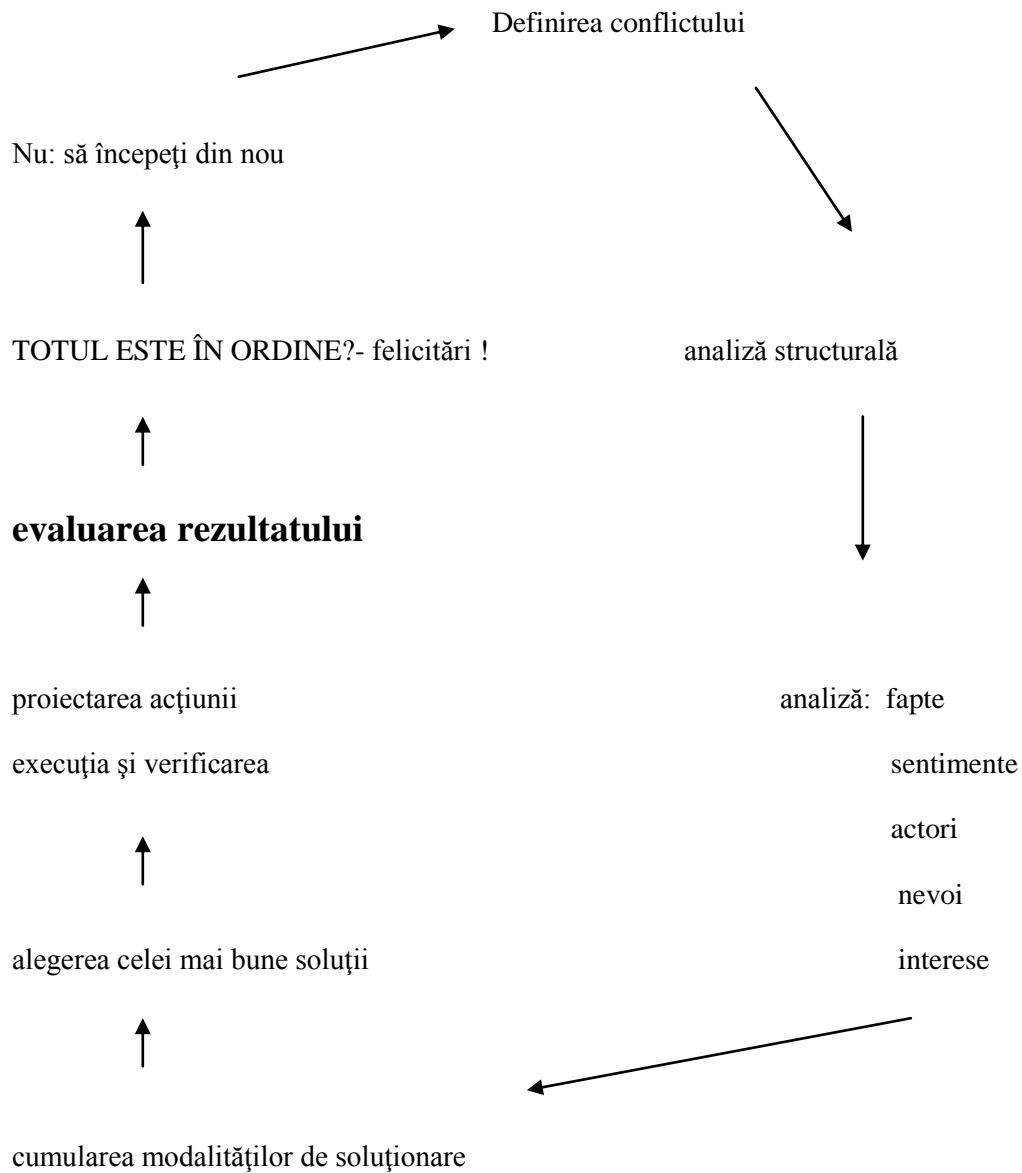 Definirea conflictului
Nu: să începeţi din nou
TOTUL ESTE ÎN ORDINE?- felicitări !
analiză structurală
evaluarea rezultatului
proiectarea acţiunii
analiză: fapte
execuţia şi verificarea
sentimente
actori
nevoi
alegerea celei mai bune soluţii
interese
cumularea modalităţilor de soluţionare